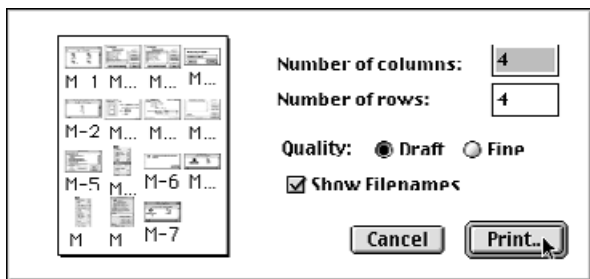 M 1 M... M... M...
M-2 M... M... M...
M-5 M... M-6 M...
M M M-7
Number of columns: 4
Number of rows: 4
Quality: Draft Fine
Show Filenames
Cancel Print...